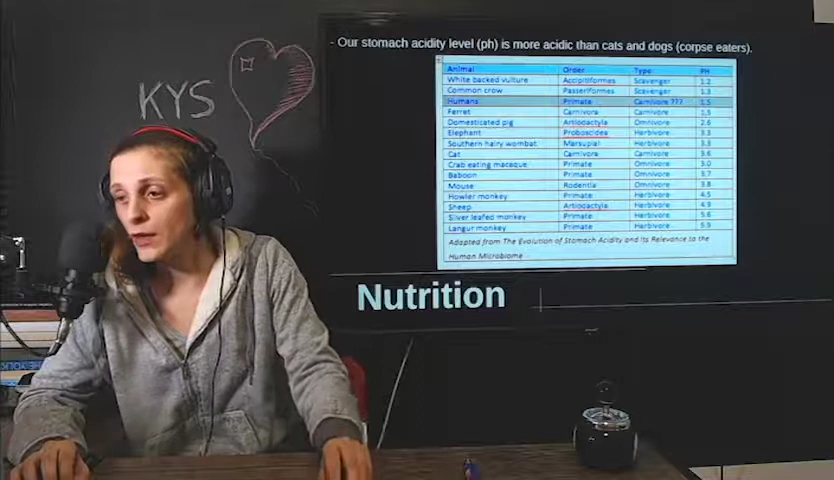 - Our stomach acidity level (ph) is more acidic than cats and dogs (corpse eaters).
KYS
Animal Order Type PH
White backed vulture Accipitiformes Scavenger 1.2
Common crow Passeriformes Scavenger 1.3
Humans Primate Carnivore ??? 1.5
Ferret Carnivora Carnivore 1.5
Domesticated pig Artiodactyla Omnivore 2.6
Elephant Proboscidea Herbivore 3.3
Southern hairy wombat Marsupial Herbivore 3.3
Cat Carnivora Carnivore 3.6
Crab eating macaque Primate Omnivore 3.0
Baboon Primate Omnivore 3.7
Mouse Rodentia Omnivore 3.8
Howler monkey Primate Herbivore 4.5
Sheep Artiodactyla Herbivore 4.9
Silver leafed monkey Primate Herbivore 5.6
Langur monkey Primate Herbivore 5.9
Adapted from The Evolution of Stomach Acidity and its Relevance to the
Human Microbiome
Nutrition